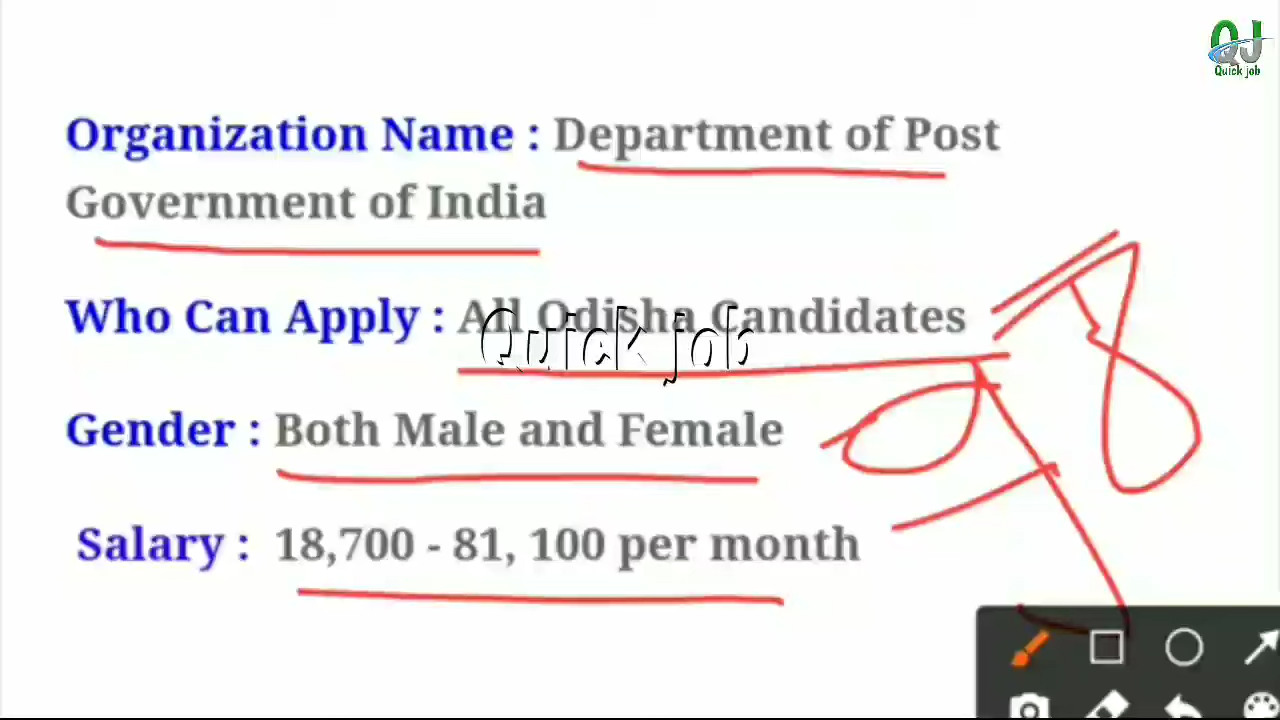 QJ
Quick job
Organization Name : Department of Post
Government of India
Who Can Apply : All Odisha Candidates
Quick job
Gender : Both Male and Female
Salary : 18,700 - 81, 100 per month